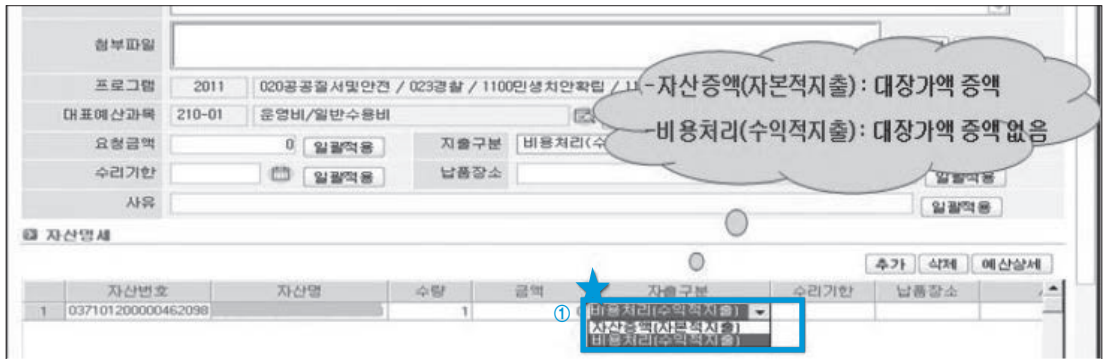 첨부파일
프로그램 2011 020공공질서및안전 / 023경찰 / 1100민생치안확립 / 11
-자산증액(자본적지출) : 대장가액 증액
대표예산과목 210-01 운영비/일반수용비
-비용처리(수익적지출): 대장가액 증액 없음
요청금액 0 일괄적용 지출구분 비용처리(수
수리기한 일괄적용 납품장소 일괄적용
사유 일괄적용
자산명세
추가 삭제 예산상세
자산번호 자산명 수량 금액 지출구분 수리기한 납품장소
1 037101200000462098 1 ① 비용처리(수익적지출)
자산증액(자본적지출)
비용처리(수익적지출)